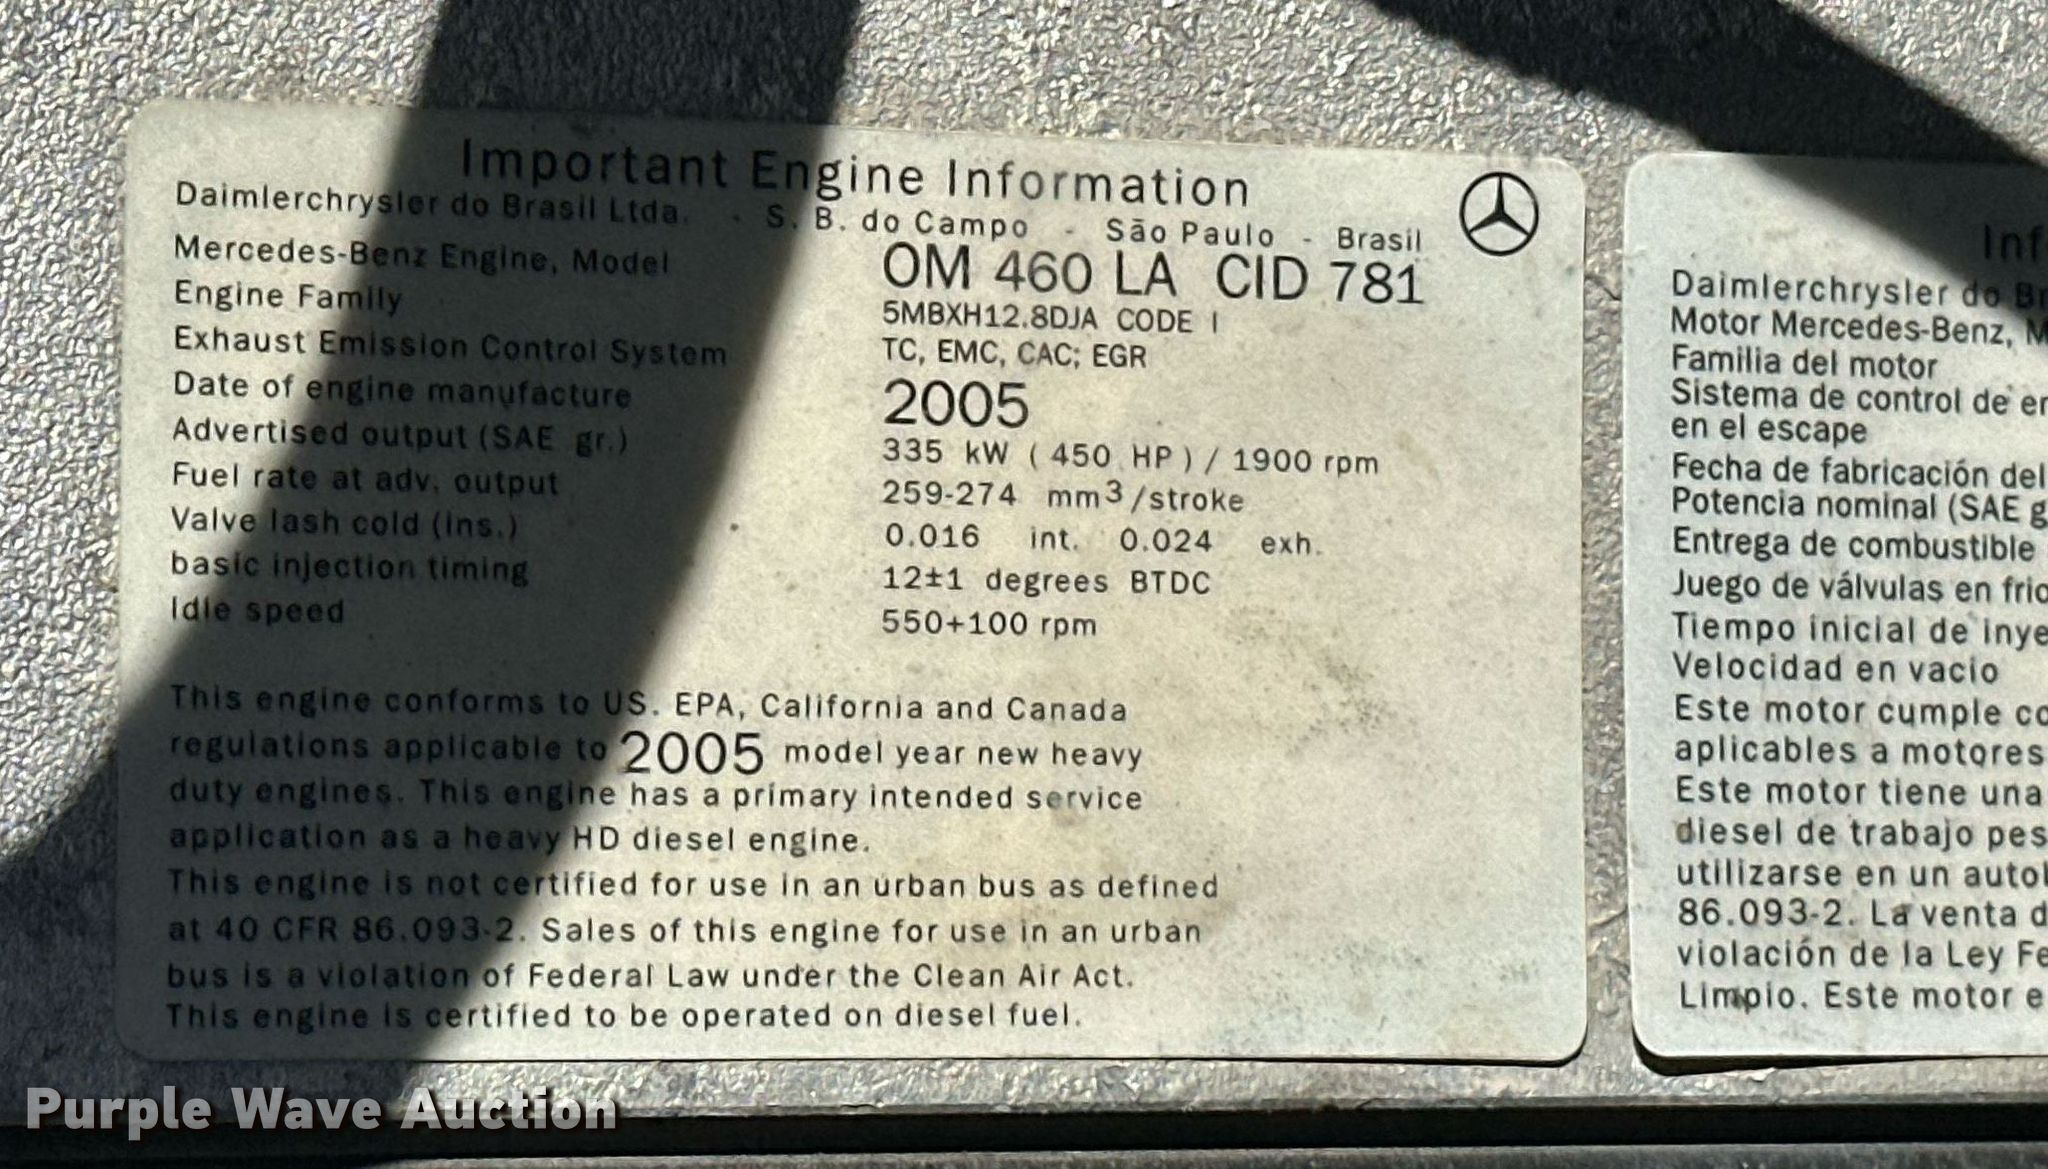 Important Engine Information
Daimlerchrysler do Brasil Ltda. - S. B. do Campo - São Paulo - Brasil
Mercedes-Benz Engine, Model OM 460 LA CID 781
Engine Family 5MBXH12.8DJA CODE I
Exhaust Emission Control System TC, EMC, CAC; EGR
Date of engine manufacture 2005
Advertised output (SAE gr.) 335 kW ( 450 HP ) / 1900 rpm
Fuel rate at adv. output 259-274 mm3/stroke
Valve lash cold (ins.) 0.016 int. 0.024 exh.
basic injection timing 12±1 degrees BTDC
Idle speed 550+100 rpm
This engine conforms to US. EPA, California and Canada
regulations applicable to 2005 model year new heavy
duty engines. This engine has a primary intended service
application as a heavy HD diesel engine.
This engine is not certified for use in an urban bus as defined
at 40 CFR 86.093-2. Sales of this engine for use in an urban
bus is a violation of Federal Law under the Clean Air Act.
This engine is certified to be operated on diesel fuel.
Inf
Daimlerchrysler do Br
Motor Mercedes-Benz, M
Familia del motor
Sistema de control de
en el escape
Fecha de fabricación del
Potencia nominal (SAE g
Entrega de combustible
Juego de válvulas en frio
Tiempo inicial de inye
Velocidad en vacio
Este motor cumple co
aplicables a motores
Este motor tiene una
diesel de trabajo pes
utilizarse en un autob
86.093-2. La venta d
violación de la Ley Fe
Limpio. Este motor e
Purple Wave Auction